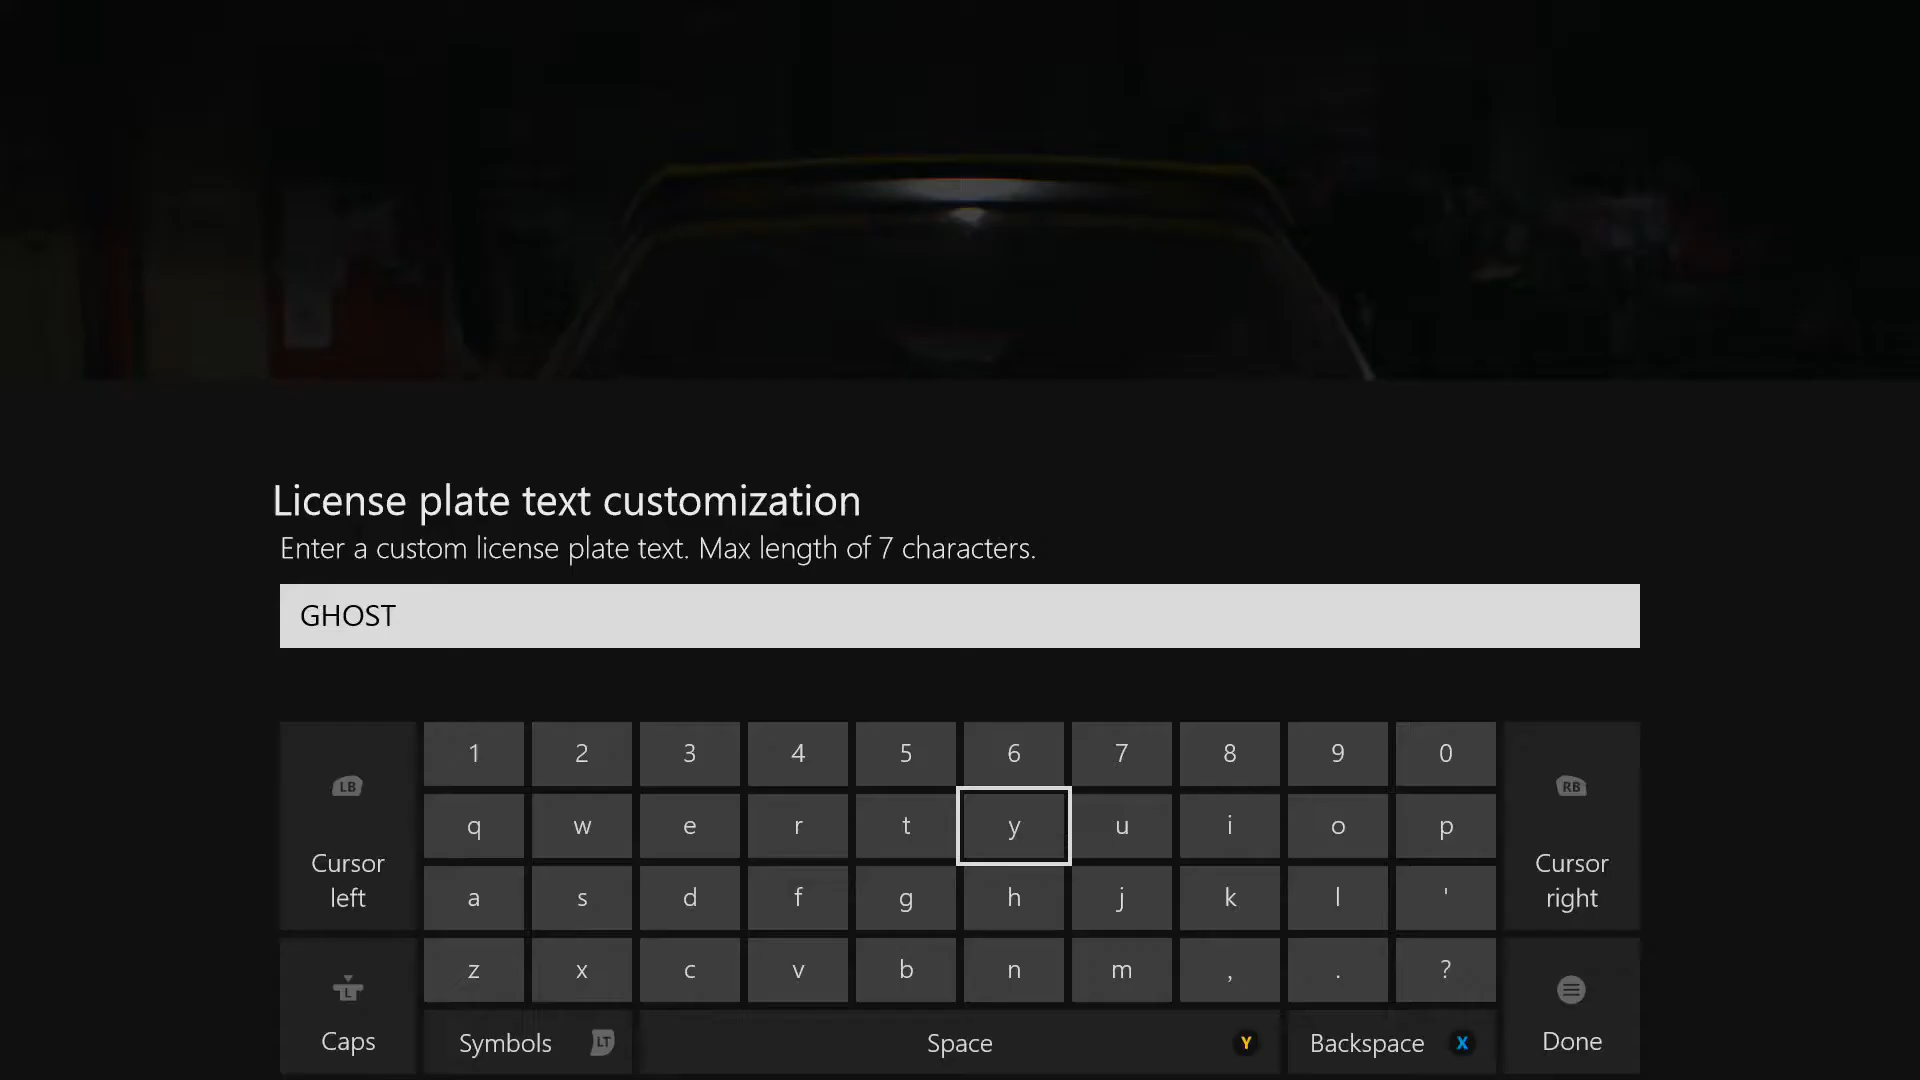 License plate text customization
Enter a custom license plate text. Max length of 7 characters.
GHOST
LB
Cursor
left
1 2 3 4 5 6 7 8 9 0
q w e r t y u i o p
a s d f g h j k l '
z x c v b n m , . ?
RB
Cursor
right
L
Caps
Symbols LT
Space Y
Backspace X
Done